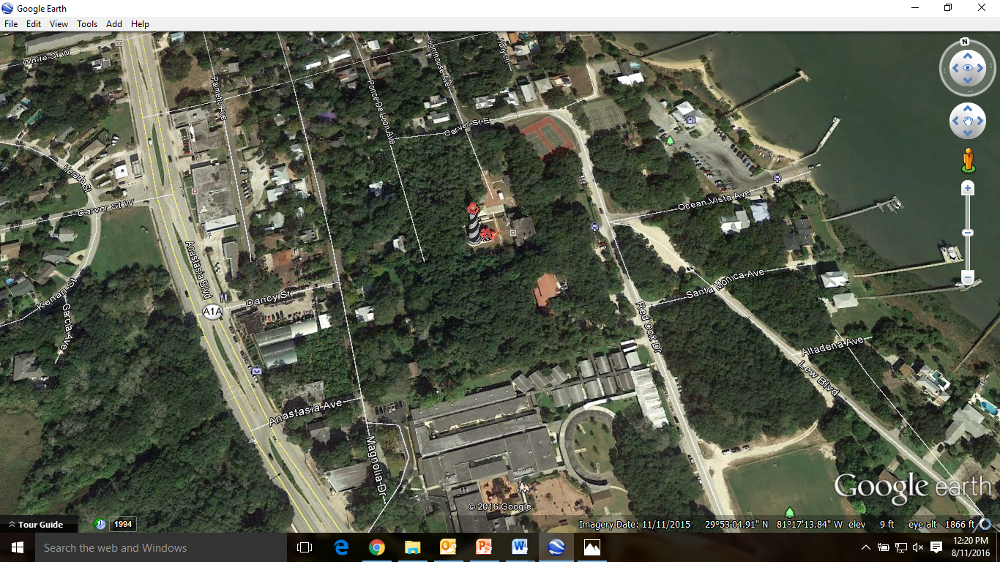 Google Earth
File Edit View Tools Add Help
White St W
Holly Ln
Lighthouse Ave
Palmetto Ave
Ponce De Leon Ave
Carver St E
N
Herada St
Carver St W
Ocean Vista Ave
Anastasia Blvd
Santa Monica Ave
Kenan St
Dancy St
A1A
Garcia Ave
Red Cox Dr
Altadena Ave
Lew Blvd
Anastasia Ave
Magnolia Dr
Google earth
© 2016 Google
Tour Guide
1994
Imagery Date: 11/11/2015 29°53'04.91" N 81°17'13.84" W elev 9 ft eye alt 1866 ft
Search the web and Windows
12:20 PM
8/11/2016